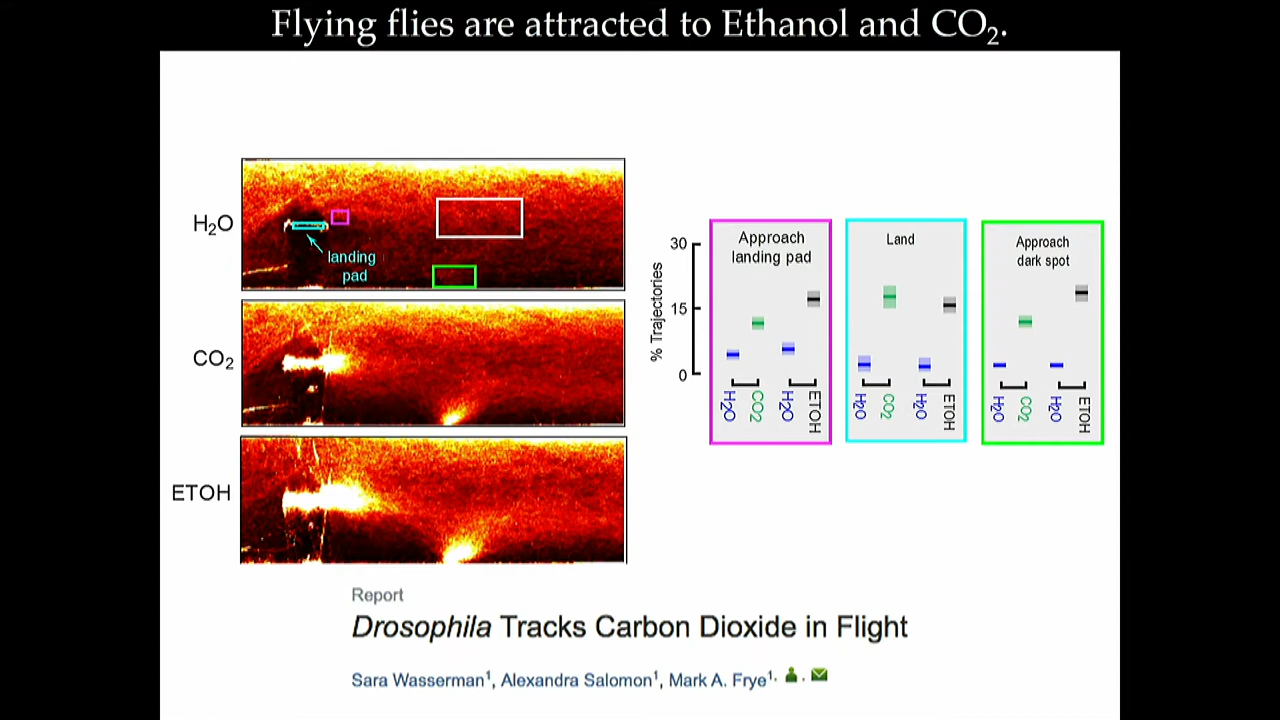 Flying flies are attracted to Ethanol and CO₂.
H₂O
landing
pad
CO₂
ETOH
% Trajectories
30
15
0
Approach
landing pad
H₂O
CO₂
H₂O
ETOH
Land
H₂O
CO₂
H₂O
ETOH
Approach
dark spot
H₂O
CO₂
H₂O
ETOH
Report
Drosophila Tracks Carbon Dioxide in Flight
Sara Wasserman¹, Alexandra Salomon¹, Mark A. Frye¹,